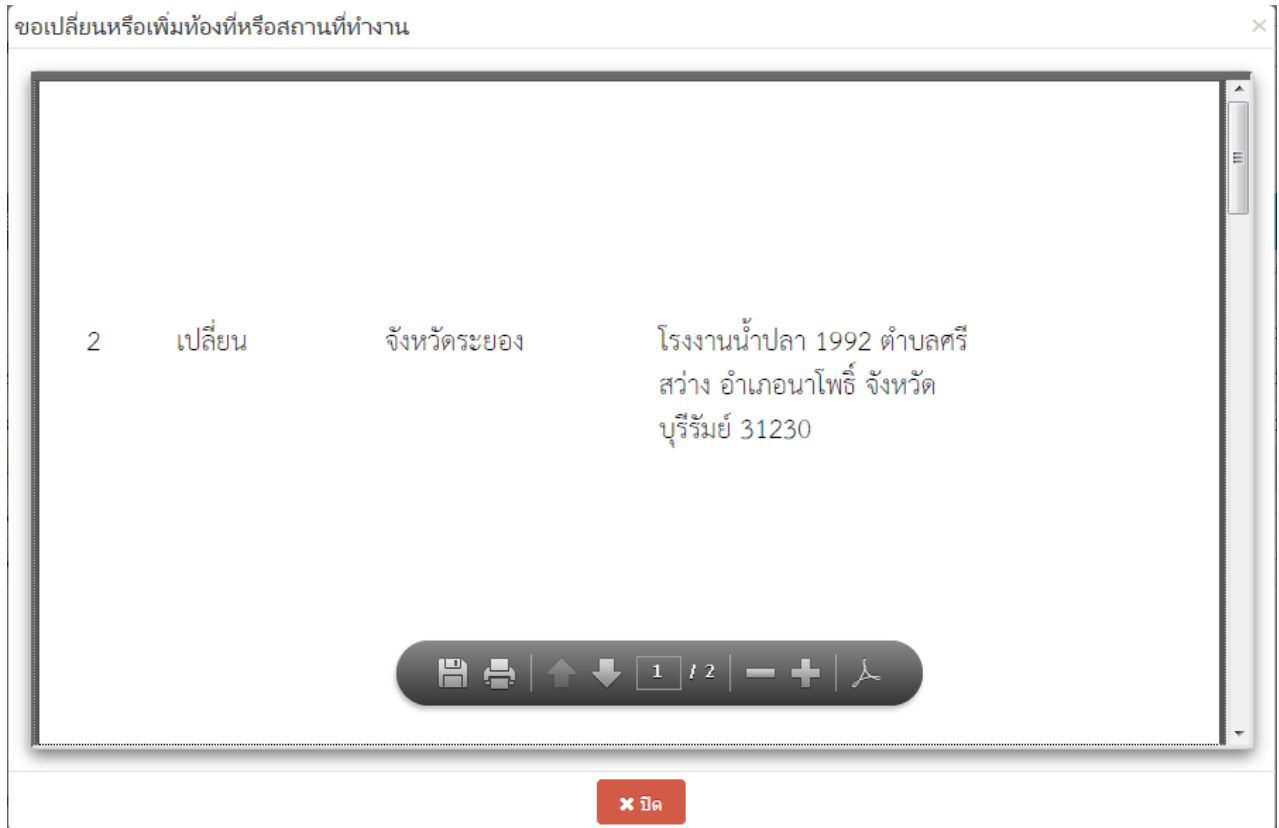 ขอเปลี่ยนหรือเพิ่มท้องที่หรือสถานที่ทำงาน ×
2 เปลี่ยน จังหวัดระยอง โรงงานน้ำปลา 1992 ตำบลศรี
สว่าง อำเภอนาโพธิ์ จังหวัด
บุรีรัมย์ 31230
1 / 2
✖ ปิด